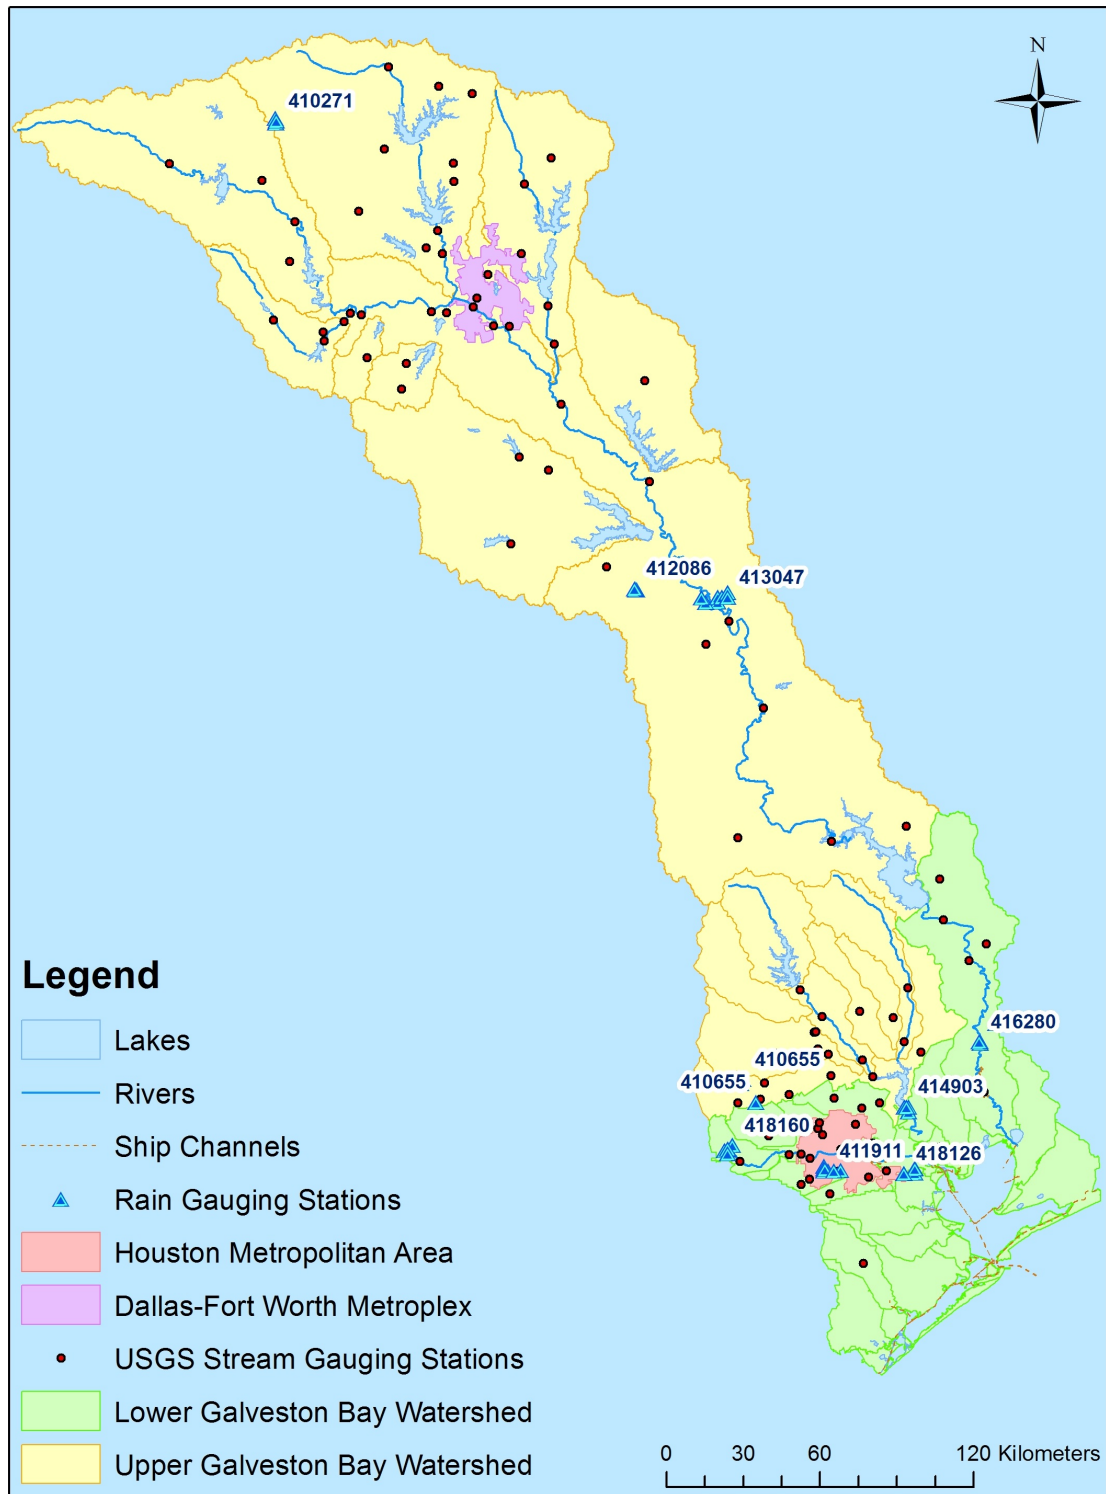 N
410271
412086
413047
416280
410655
410655
414903
418160
411911
418126
Legend
Lakes
Rivers
Ship Channels
Rain Gauging Stations
Houston Metropolitan Area
Dallas-Fort Worth Metroplex
USGS Stream Gauging Stations
Lower Galveston Bay Watershed
Upper Galveston Bay Watershed
0 30 60 120 Kilometers